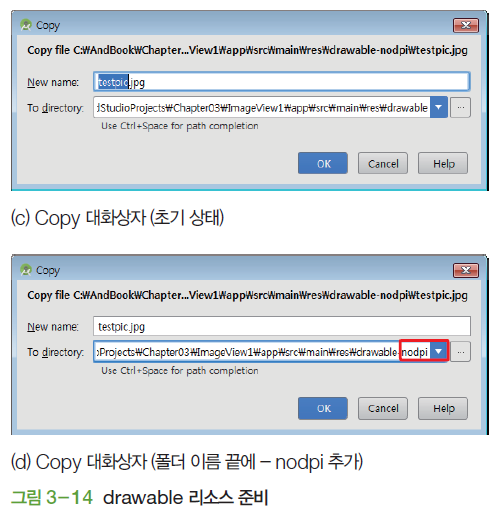 Copy
Copy file C:₩AndBook₩Chapter...View1₩app₩src₩main₩res₩drawable-nodpi₩testpic.jpg
New name: testpic.jpg
To directory: StudioProjects₩Chapter03₩ImageView1₩app₩src₩main₩res₩drawable ...
Use Ctrl+Space for path completion
OK Cancel Help
(c) Copy 대화상자 (초기 상태)
Copy
Copy file C:₩AndBook₩Chapter...View1₩app₩src₩main₩res₩drawable-nodpi₩testpic.jpg
New name: testpic.jpg
To directory: Projects₩Chapter03₩ImageView1₩app₩src₩main₩res₩drawable-nodpi ...
Use Ctrl+Space for path completion
OK Cancel Help
(d) Copy 대화상자 (폴더 이름 끝에 – nodpi 추가)
그림 3-14 drawable 리소스 준비